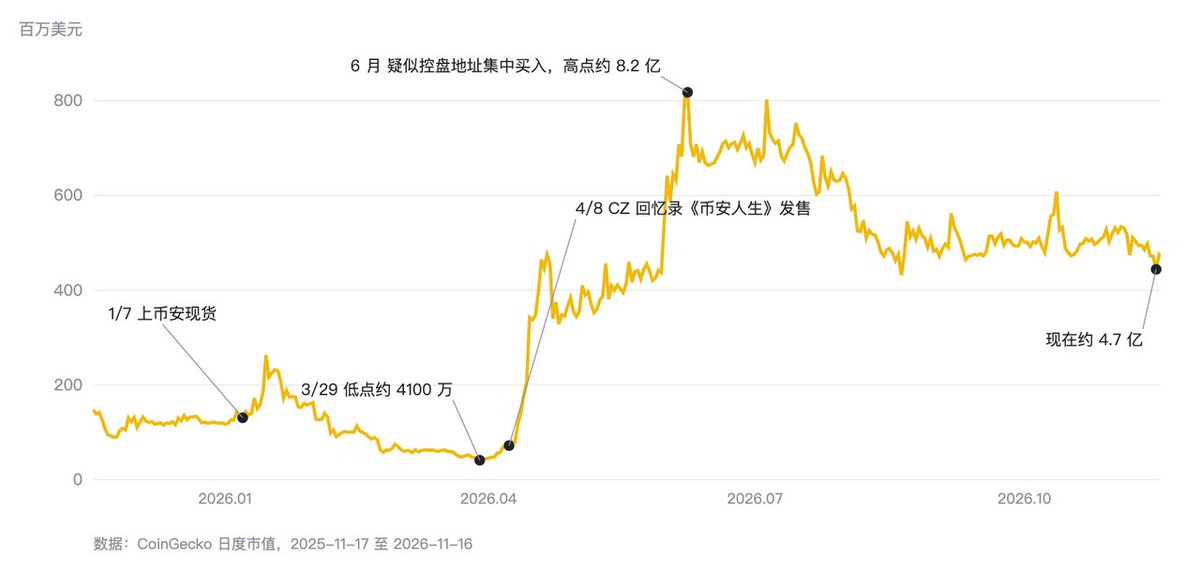 百万美元
6 月 疑似控盘地址集中买入，高点约 8.2 亿
800
600
4/8 CZ 回忆录《币安人生》发售
400
1/7 上币安现货
现在约 4.7 亿
200
3/29 低点约 4100 万
0
2026.01
2026.04
2026.07
2026.10
数据：CoinGecko 日度市值，2025-11-17 至 2026-11-16